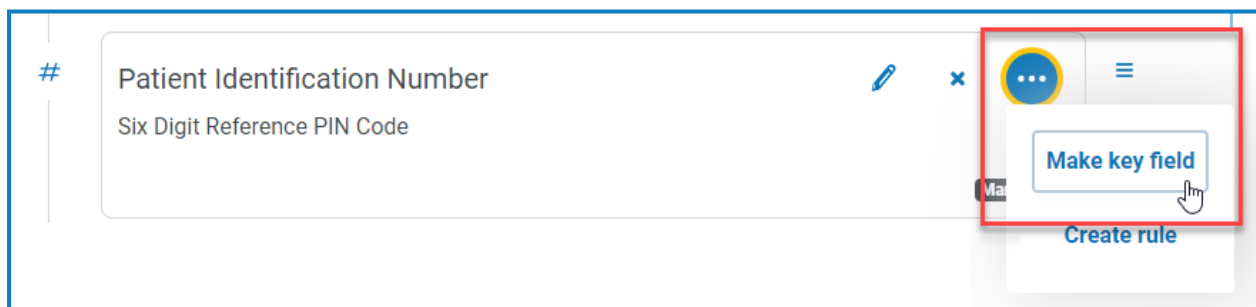 #
Patient Identification Number
Six Digit Reference PIN Code
Make key field
Create rule